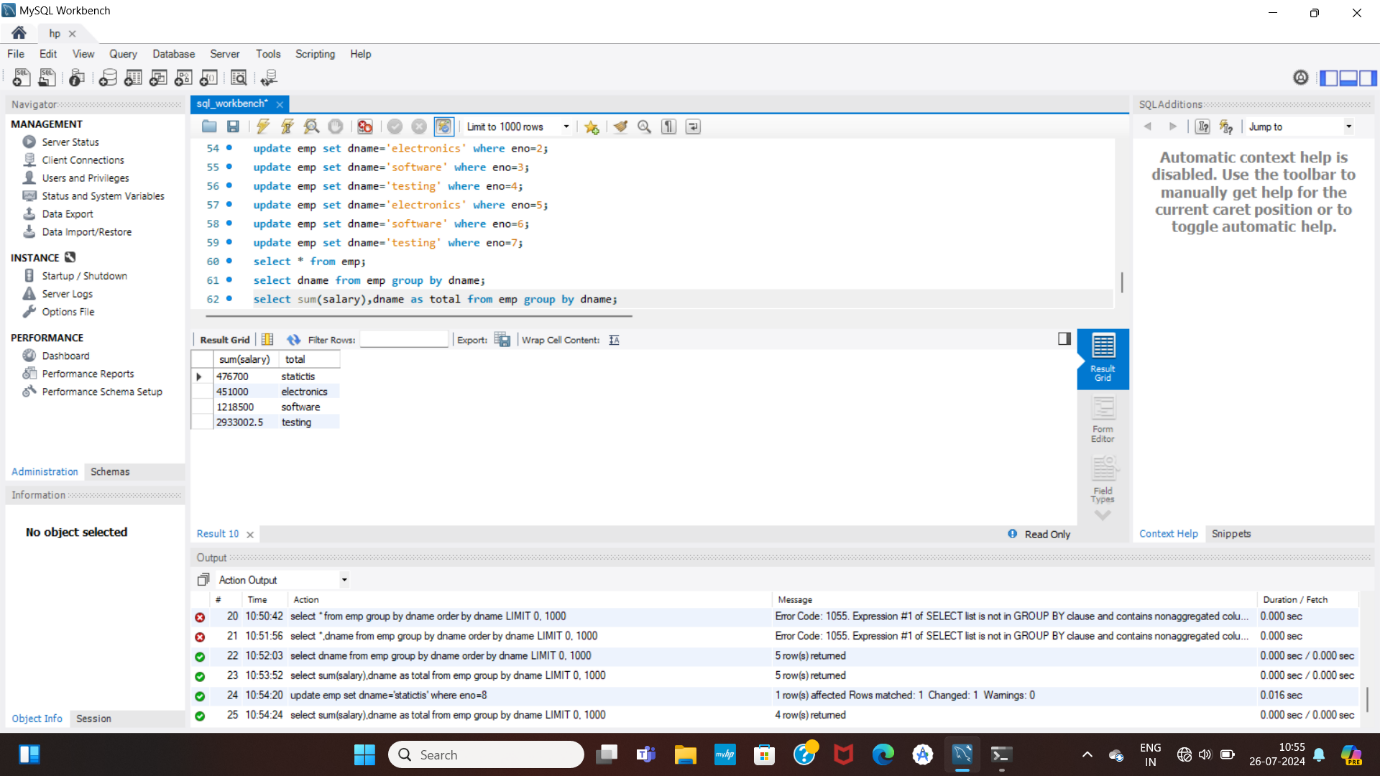 MySQL Workbench
hp
File Edit View Query Database Server Tools Scripting Help
Navigator
MANAGEMENT
Server Status
Client Connections
Users and Privileges
Status and System Variables
Data Export
Data Import/Restore
INSTANCE
Startup / Shutdown
Server Logs
Options File
PERFORMANCE
Dashboard
Performance Reports
Performance Schema Setup
Administration Schemas
Information
No object selected
Object Info Session
sql_workbench*
Limit to 1000 rows
54 update emp set dname='electronics' where eno=2;
55 update emp set dname='software' where eno=3;
56 update emp set dname='testing' where eno=4;
57 update emp set dname='electronics' where eno=5;
58 update emp set dname='software' where eno=6;
59 update emp set dname='testing' where eno=7;
60 select * from emp;
61 select dname from emp group by dname;
62 select sum(salary),dname as total from emp group by dname;
Result Grid Filter Rows: Export: Wrap Cell Content: IA
sum(salary) total
476700 statictis
451000 electronics
1218500 software
2933002.5 testing
Result Grid
Form Editor
Field Types
Result 10 Read Only
SQLAdditions
Jump to
Automatic context help is
disabled. Use the toolbar to
manually get help for the
current caret position or to
toggle automatic help.
Context Help Snippets
Output
Action Output
# Time Action Message Duration / Fetch
20 10:50:42 select * from emp group by dname order by dname LIMIT 0, 1000 Error Code: 1055. Expression #1 of SELECT list is not in GROUP BY clause and contains nonaggregated colu... 0.000 sec
21 10:51:56 select *,dname from emp group by dname order by dname LIMIT 0, 1000 Error Code: 1055. Expression #1 of SELECT list is not in GROUP BY clause and contains nonaggregated colu... 0.000 sec
22 10:52:03 select dname from emp group by dname order by dname LIMIT 0, 1000 5 row(s) returned 0.000 sec / 0.000 sec
23 10:53:52 select sum(salary),dname as total from emp group by dname LIMIT 0, 1000 5 row(s) returned 0.000 sec / 0.000 sec
24 10:54:20 update emp set dname='statictis' where eno=8 1 row(s) affected Rows matched: 1 Changed: 1 Warnings: 0 0.016 sec
25 10:54:24 select sum(salary),dname as total from emp group by dname LIMIT 0, 1000 4 row(s) returned 0.000 sec / 0.000 sec
Search
ENG
IN
10:55
26-07-2024
PRE